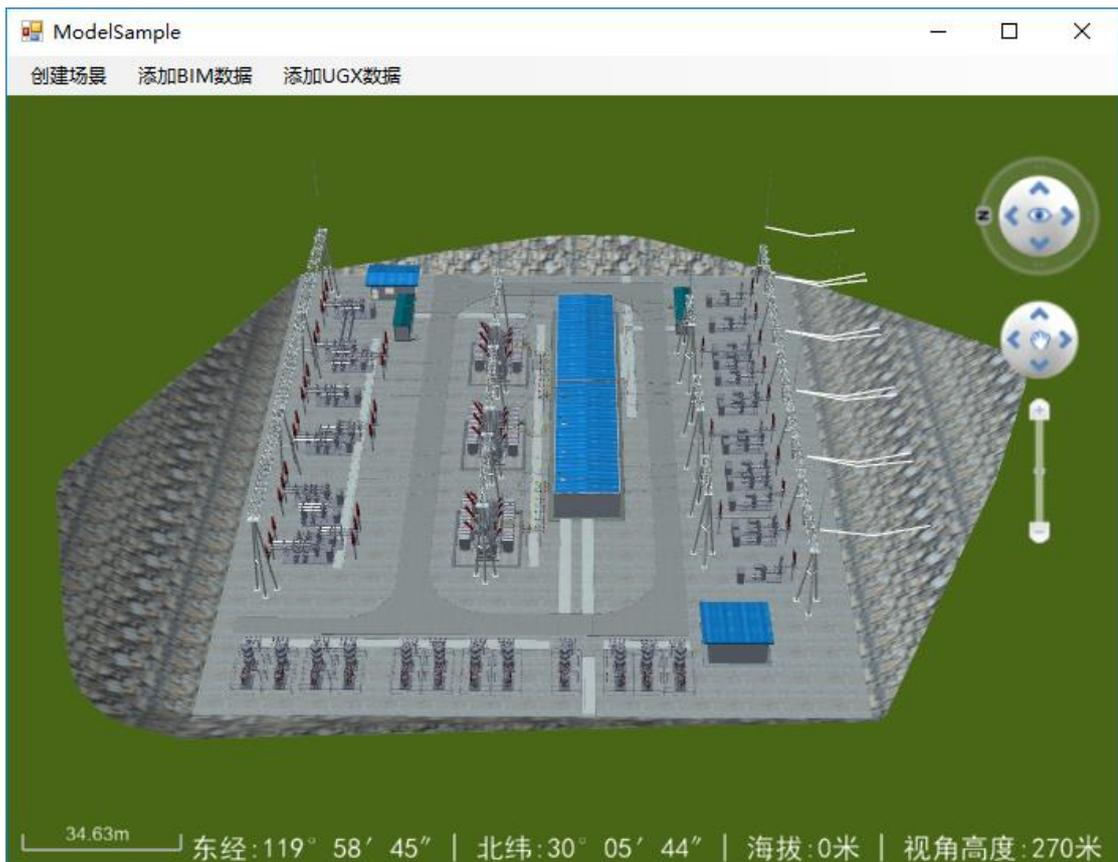 ModelSample
创建场景 添加BIM数据 添加UGX数据
N
34.63m
东经:119° 58′ 45″ | 北纬:30° 05′ 44″ | 海拔:0米 | 视角高度:270米